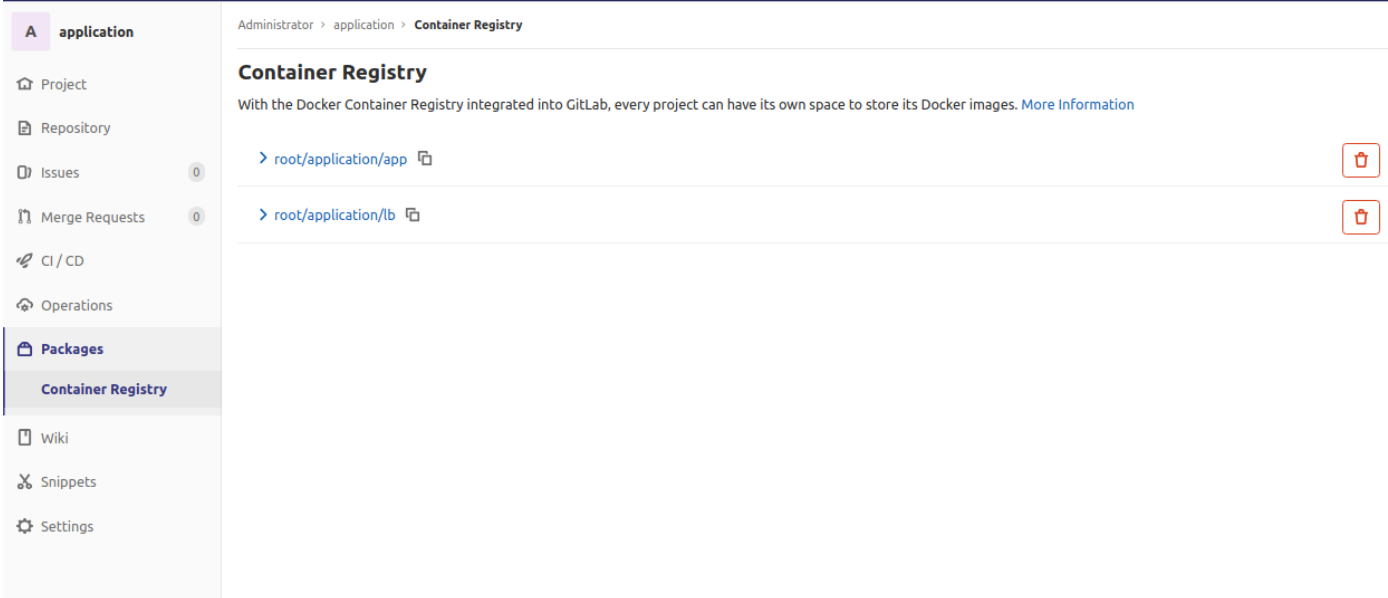 A application
Administrator > application > Container Registry
Container Registry
With the Docker Container Registry integrated into GitLab, every project can have its own space to store its Docker images. More Information
root/application/app
root/application/lb
Project
Repository
Issues 0
Merge Requests 0
CI / CD
Operations
Packages
Container Registry
Wiki
Snippets
Settings